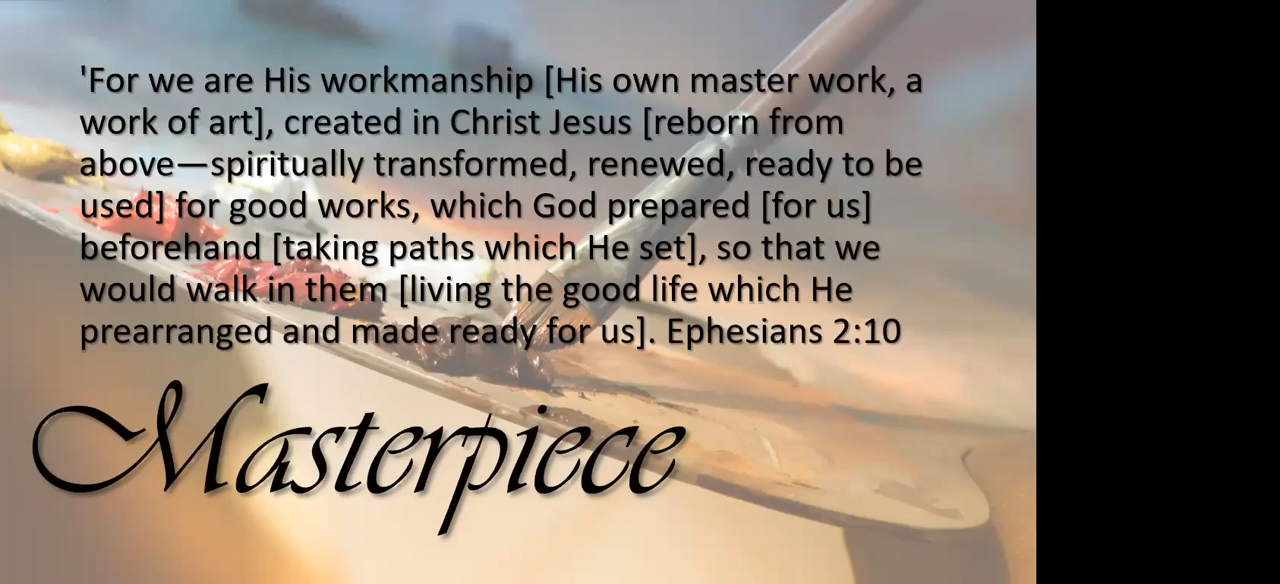 'For we are His workmanship [His own master work, a
work of art], created in Christ Jesus [reborn from
above—spiritually transformed, renewed, ready to be
used] for good works, which God prepared [for us]
beforehand [taking paths which He set], so that we
would walk in them [living the good life which He
prearranged and made ready for us]. Ephesians 2:10
Masterpiece